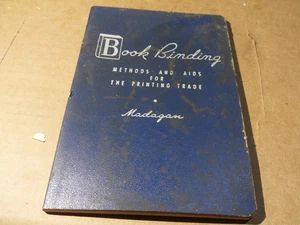 Book Binding
METHODS AND AIDS
FOR
THE PRINTING TRADE
Madagan